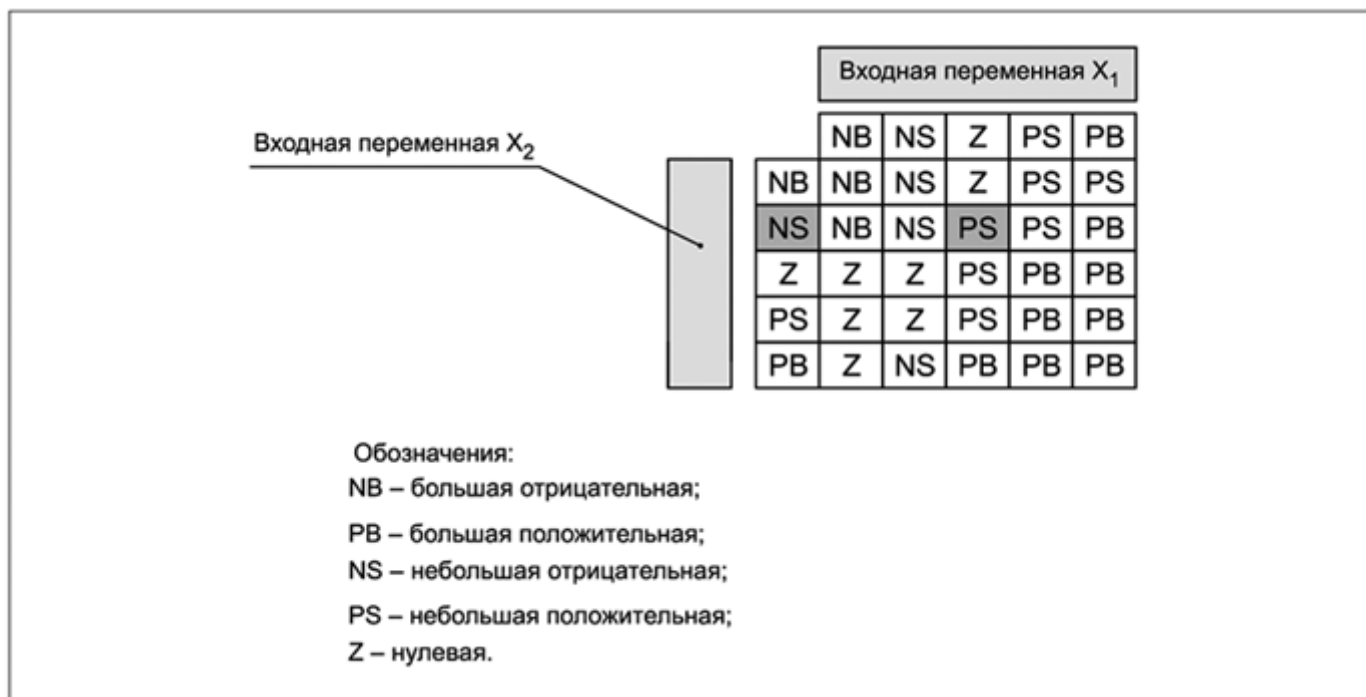 Входная переменная X₁
Входная переменная X₂
NB NS Z PS PB
NB NB NS Z PS PS
NS NB NS PS PS PB
Z Z Z PS PB PB
PS Z Z PS PB PB
PB Z NS PB PB PB
Обозначения:
NB – большая отрицательная;
PB – большая положительная;
NS – небольшая отрицательная;
PS – небольшая положительная;
Z – нулевая.